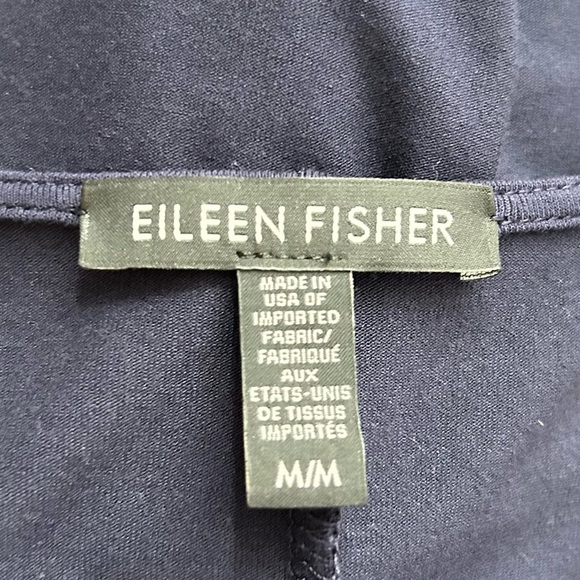 EILEEN FISHER
MADE IN
USA OF
IMPORTED
FABRIC/
FABRIQUÉ
AUX
ETATS-UNIS
DE TISSUS
IMPORTÉS
M/M